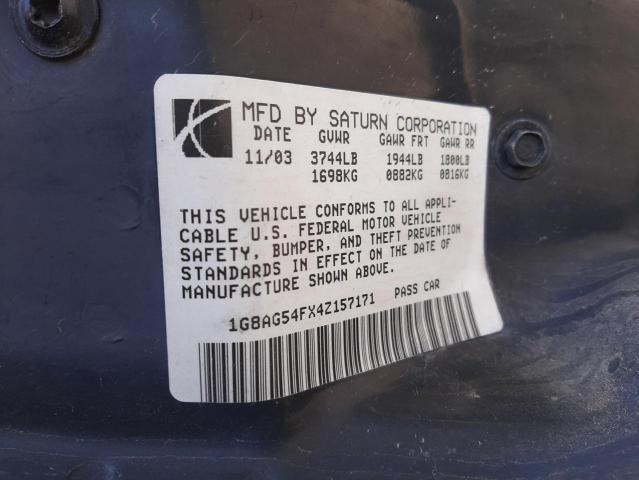 MFD BY SATURN CORPORATION
DATE GVWR GAWR FRT GAWR RR
11/03 3744LB 1944LB 1800LB
1698KG 0882KG 0816KG
THIS VEHICLE CONFORMS TO ALL APPLI-
CABLE U.S. FEDERAL MOTOR VEHICLE
SAFETY, BUMPER, AND THEFT PREVENTION
STANDARDS IN EFFECT ON THE DATE OF
MANUFACTURE SHOWN ABOVE.
1G8AG54FX4Z157171 PASS CAR